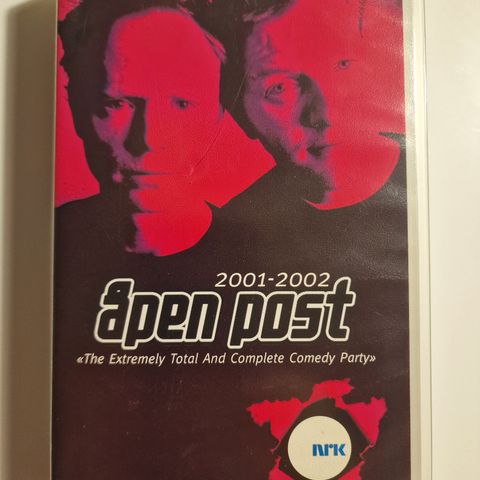 2001-2002
åpen post
«The Extremely Total And Complete Comedy Party»
NRK